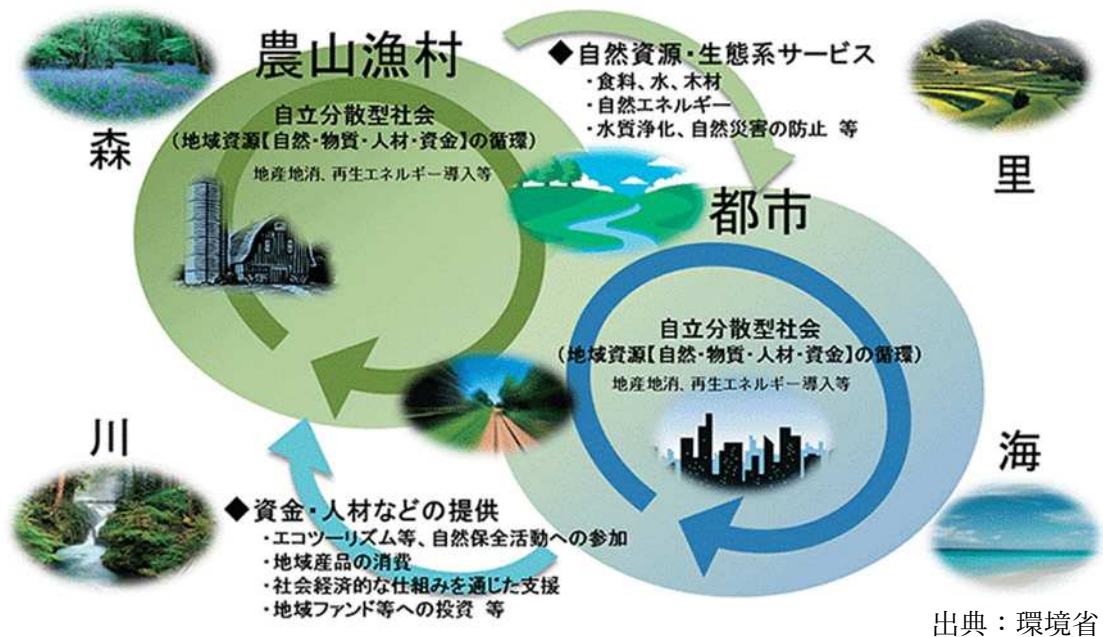 農山漁村
◆自然資源・生態系サービス
・食料、水、木材
・自然エネルギー
・水質浄化、自然災害の防止 等
森
里
自立分散型社会
(地域資源【自然・物質・人材・資金】の循環)
地産地消、再生エネルギー導入等
都市
自立分散型社会
(地域資源【自然・物質・人材・資金】の循環)
地産地消、再生エネルギー導入等
川
海
◆資金・人材などの提供
・エコツーリズム等、自然保全活動への参加
・地域産品の消費
・社会経済的な仕組みを通じた支援
・地域ファンド等への投資 等
出典：環境省